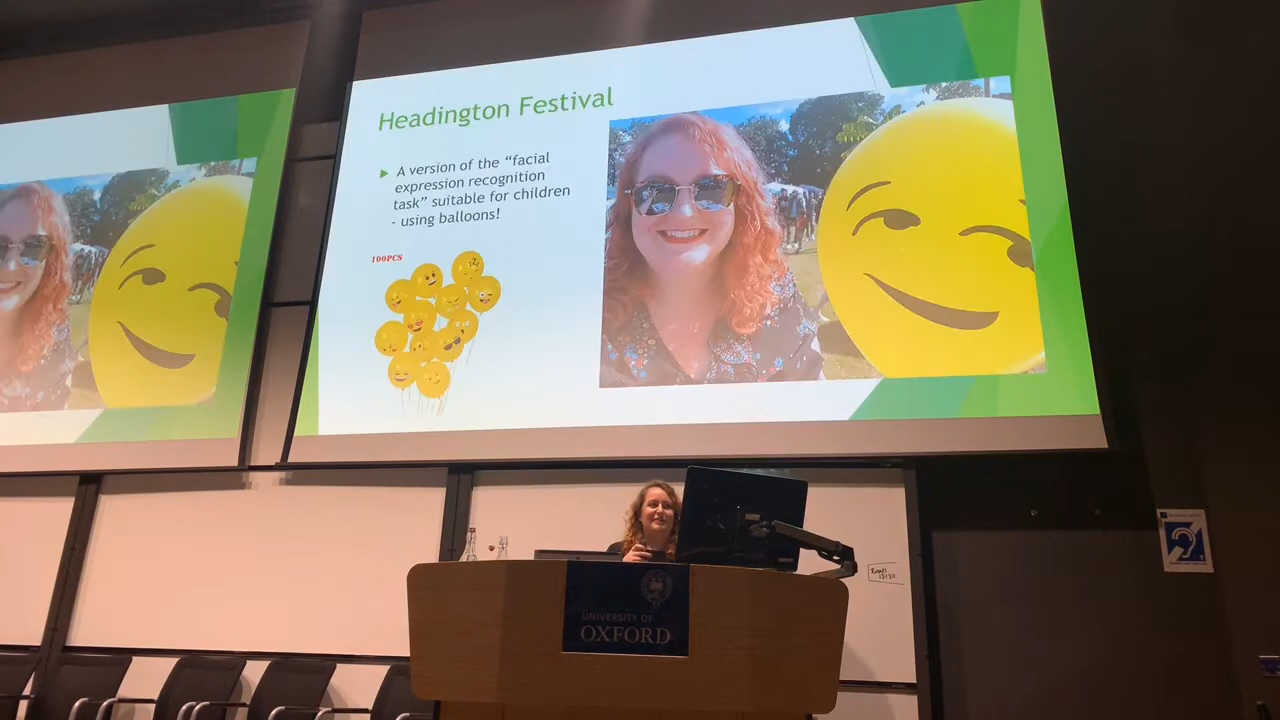 Headington Festival
A version of the "facial
expression recognition
task" suitable for children
- using balloons!
100PCS
UNIVERSITY OF
OXFORD